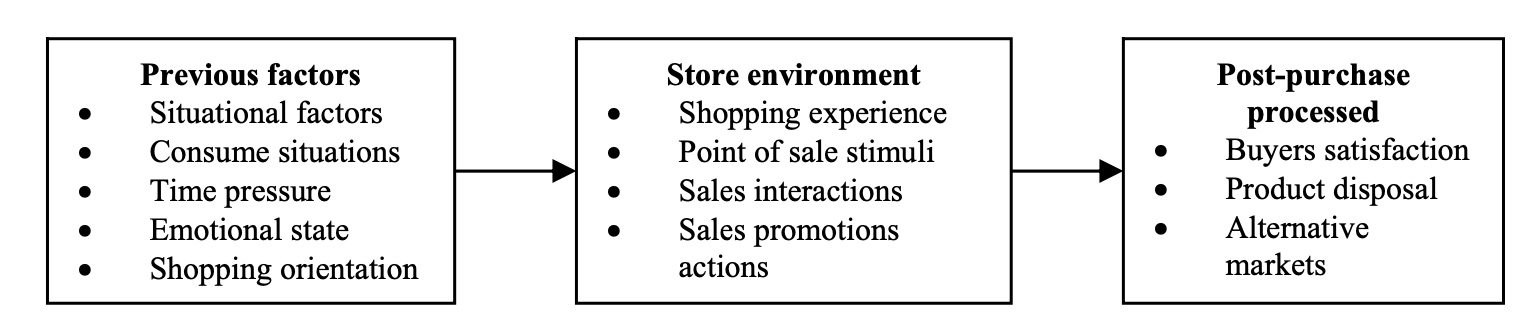 Previous factors
• Situational factors
• Consume situations
• Time pressure
• Emotional state
• Shopping orientation
Store environment
• Shopping experience
• Point of sale stimuli
• Sales interactions
• Sales promotions
actions
Post-purchase
processed
• Buyers satisfaction
• Product disposal
• Alternative
markets